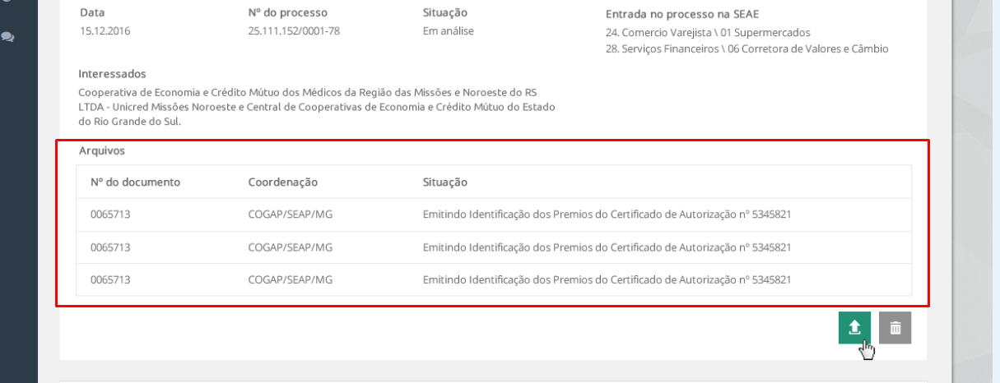 Data Nº do processo Situação Entrada no processo na SEAE
15.12.2016 25.111.152/0001-78 Em análise 24. Comercio Varejista \ 01 Supermercados
28. Serviços Financeiros \ 06 Corretora de Valores e Câmbio
Interessados
Cooperativa de Economia e Crédito Mútuo dos Médicos da Região das Missões e Noroeste do RS
LTDA - Unicred Missões Noroeste e Central de Cooperativas de Economia e Crédito Mútuo do Estado
do Rio Grande do Sul.
Arquivos
Nº do documento Coordenação Situação
0065713 COGAP/SEAP/MG Emitindo Identificação dos Premios do Certificado de Autorização nº 5345821
0065713 COGAP/SEAP/MG Emitindo Identificação dos Premios do Certificado de Autorização nº 5345821
0065713 COGAP/SEAP/MG Emitindo Identificação dos Premios do Certificado de Autorização nº 5345821